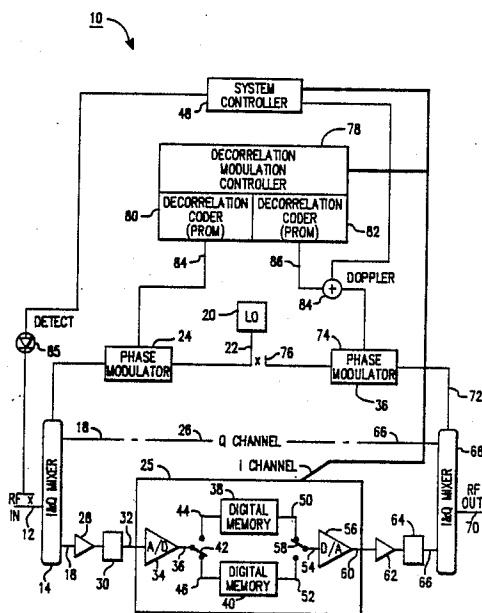 10
SYSTEM
CONTROLLER
48
78
DECORRELATION
MODULATION
CONTROLLER
80
DECORRELATION
CODER
(PROM)
DECORRELATION
CODER
(PROM)
82
84
86
+
DOPPLER
84
DETECT
85
24
20
LO
22
X
76
74
PHASE
MODULATOR
PHASE
MODULATOR
36
72
18
26
Q CHANNEL
66
68
25
I CHANNEL
RF X
IN
12
I&Q MIXER
14
18
28
30
32
A/D
34
36
44
38
DIGITAL
MEMORY
50
42
46
DIGITAL
MEMORY
40
52
58
54
56
D/A
60
62
64
66
I&Q MIXER
RF
OUT
70